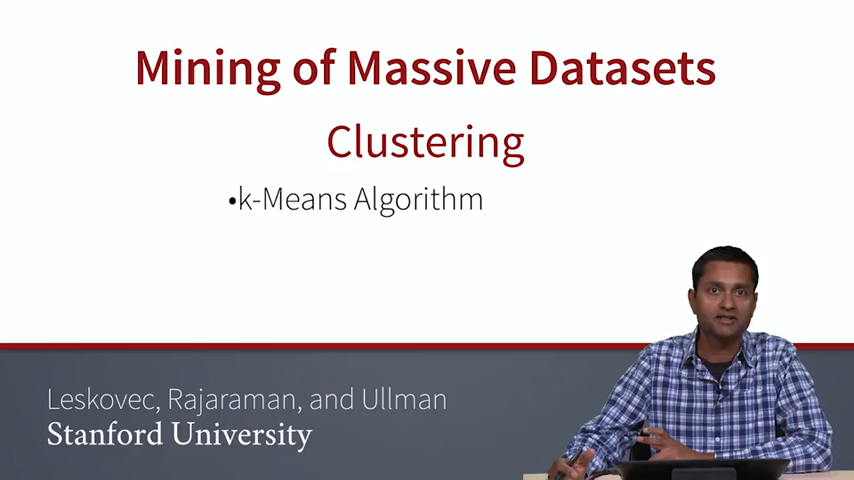 Mining of Massive Datasets
Clustering
•k-Means Algorithm
Leskovec, Rajaraman, and Ullman
Stanford University